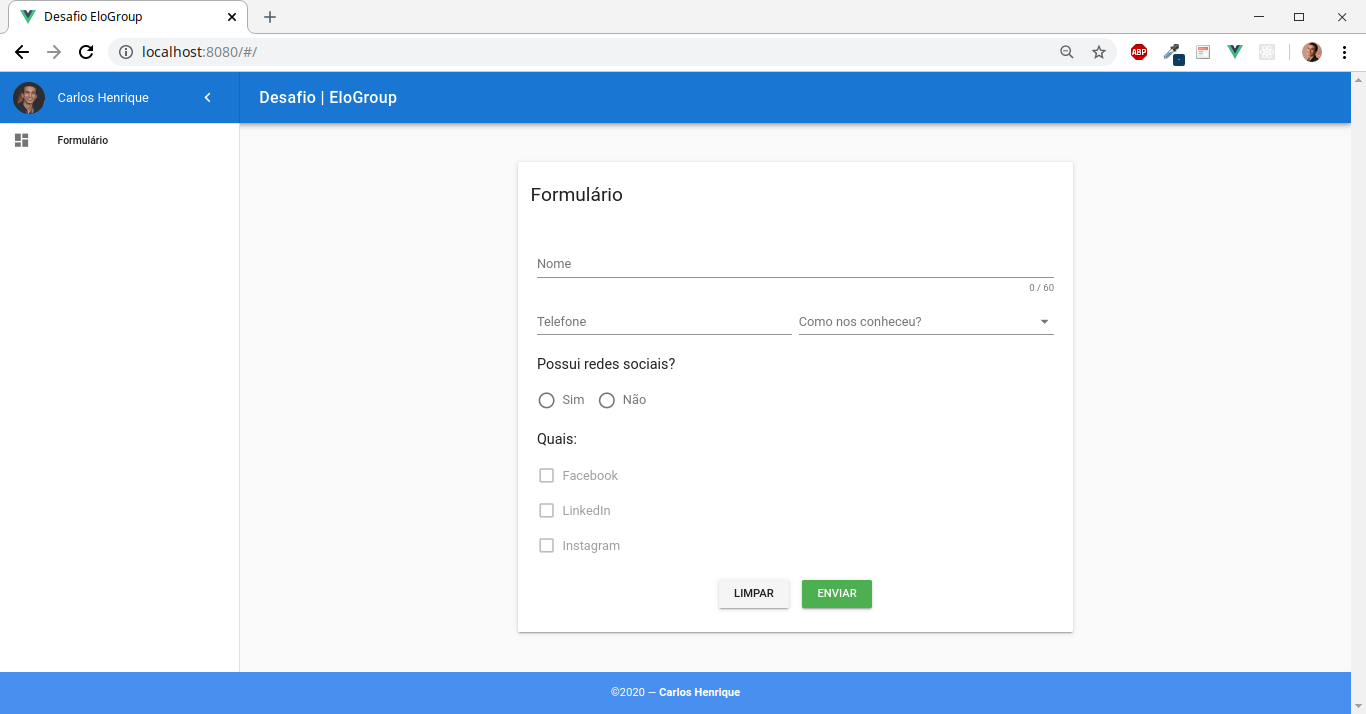 Desafio EloGroup
localhost:8080/#/
ABP
Carlos Henrique
Desafio | EloGroup
Formulário
Formulário
Nome
0 / 60
Telefone
Como nos conheceu?
Possui redes sociais?
Sim
Não
Quais:
Facebook
LinkedIn
Instagram
LIMPAR
ENVIAR
©2020 — Carlos Henrique